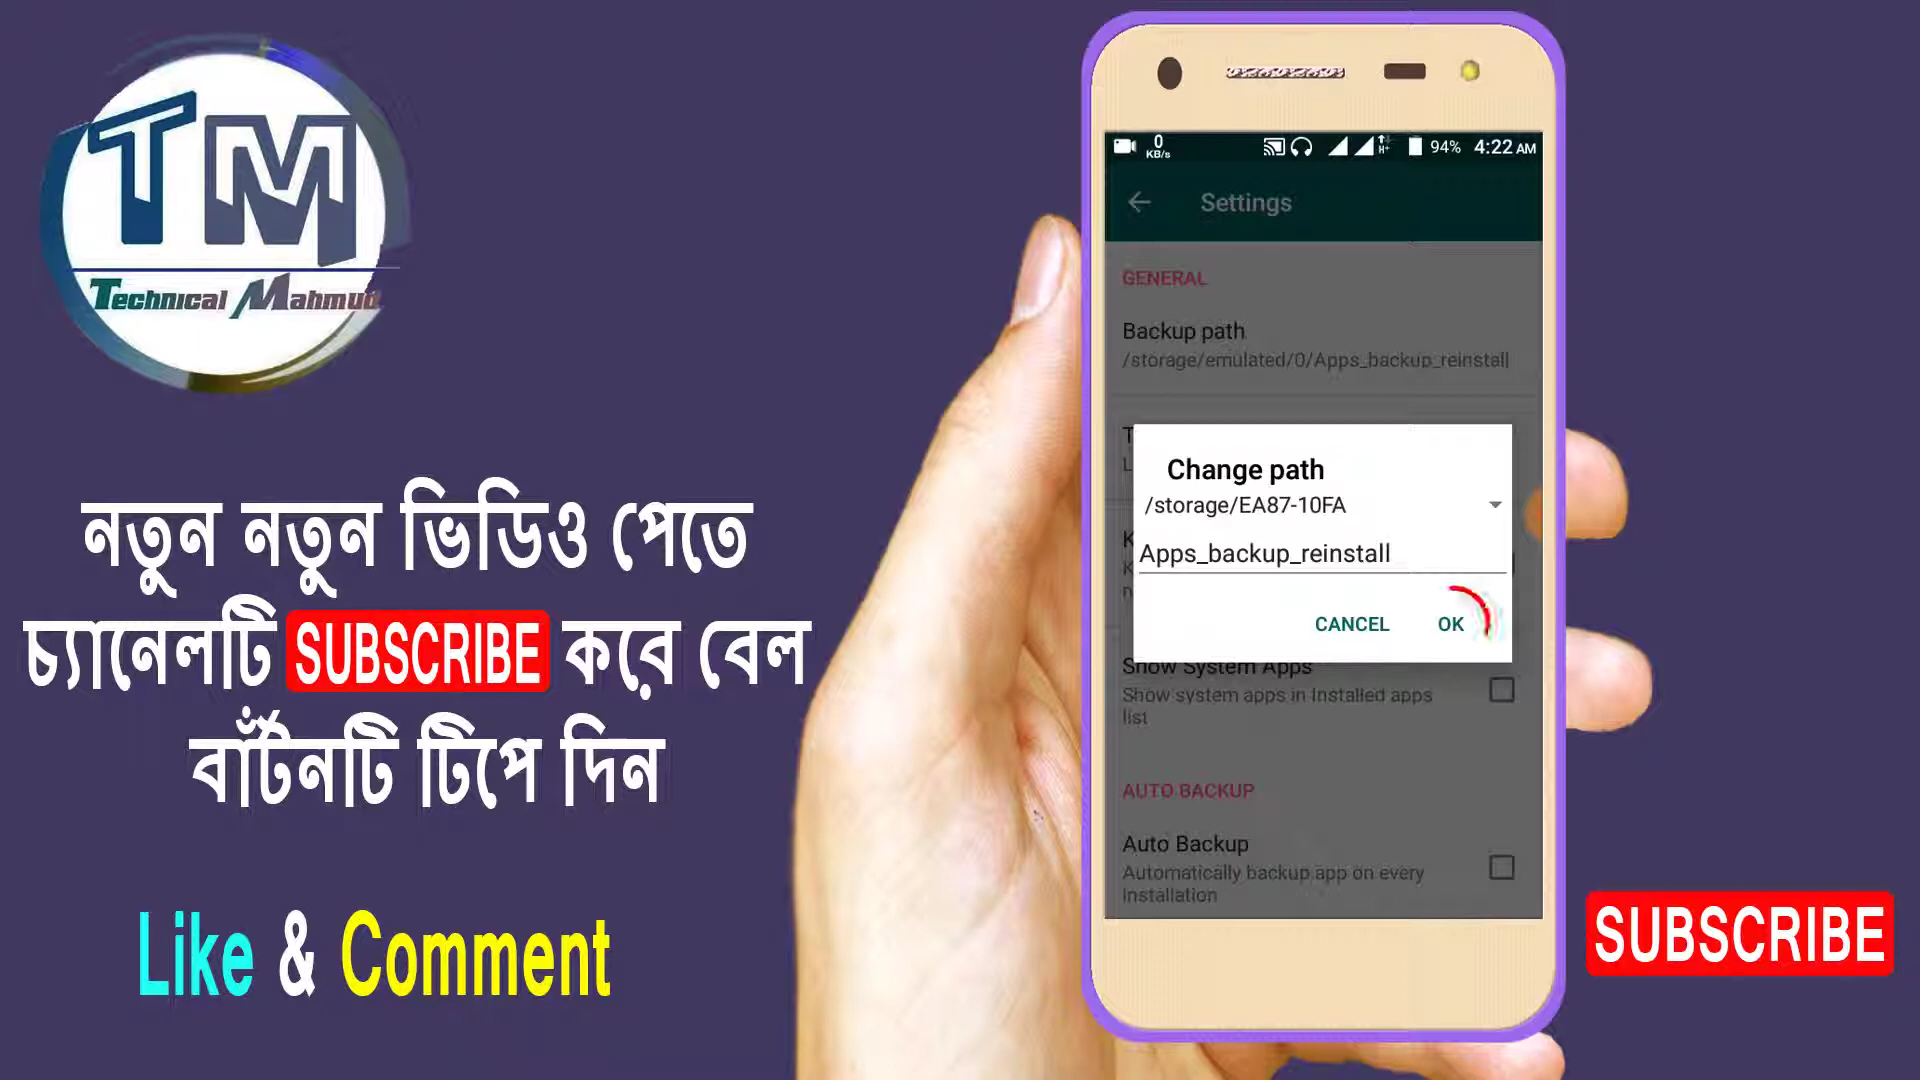 TM
Technical Mahmud
নতুন নতুন ভিডিও পেতে
চ্যানেলটি SUBSCRIBE করে বেল
বাঁটনটি টিপে দিন
Like & Comment
0
KB/s
H+
94%
4:22 AM
Settings
GENERAL
Backup path
/storage/emulated/0/Apps_backup_reinstall
Change path
/storage/EA87-10FA
Apps_backup_reinstall
CANCEL
OK
Show System Apps
Show system apps in Installed apps
list
AUTO BACKUP
Auto Backup
Automatically backup app on every
installation
SUBSCRIBE